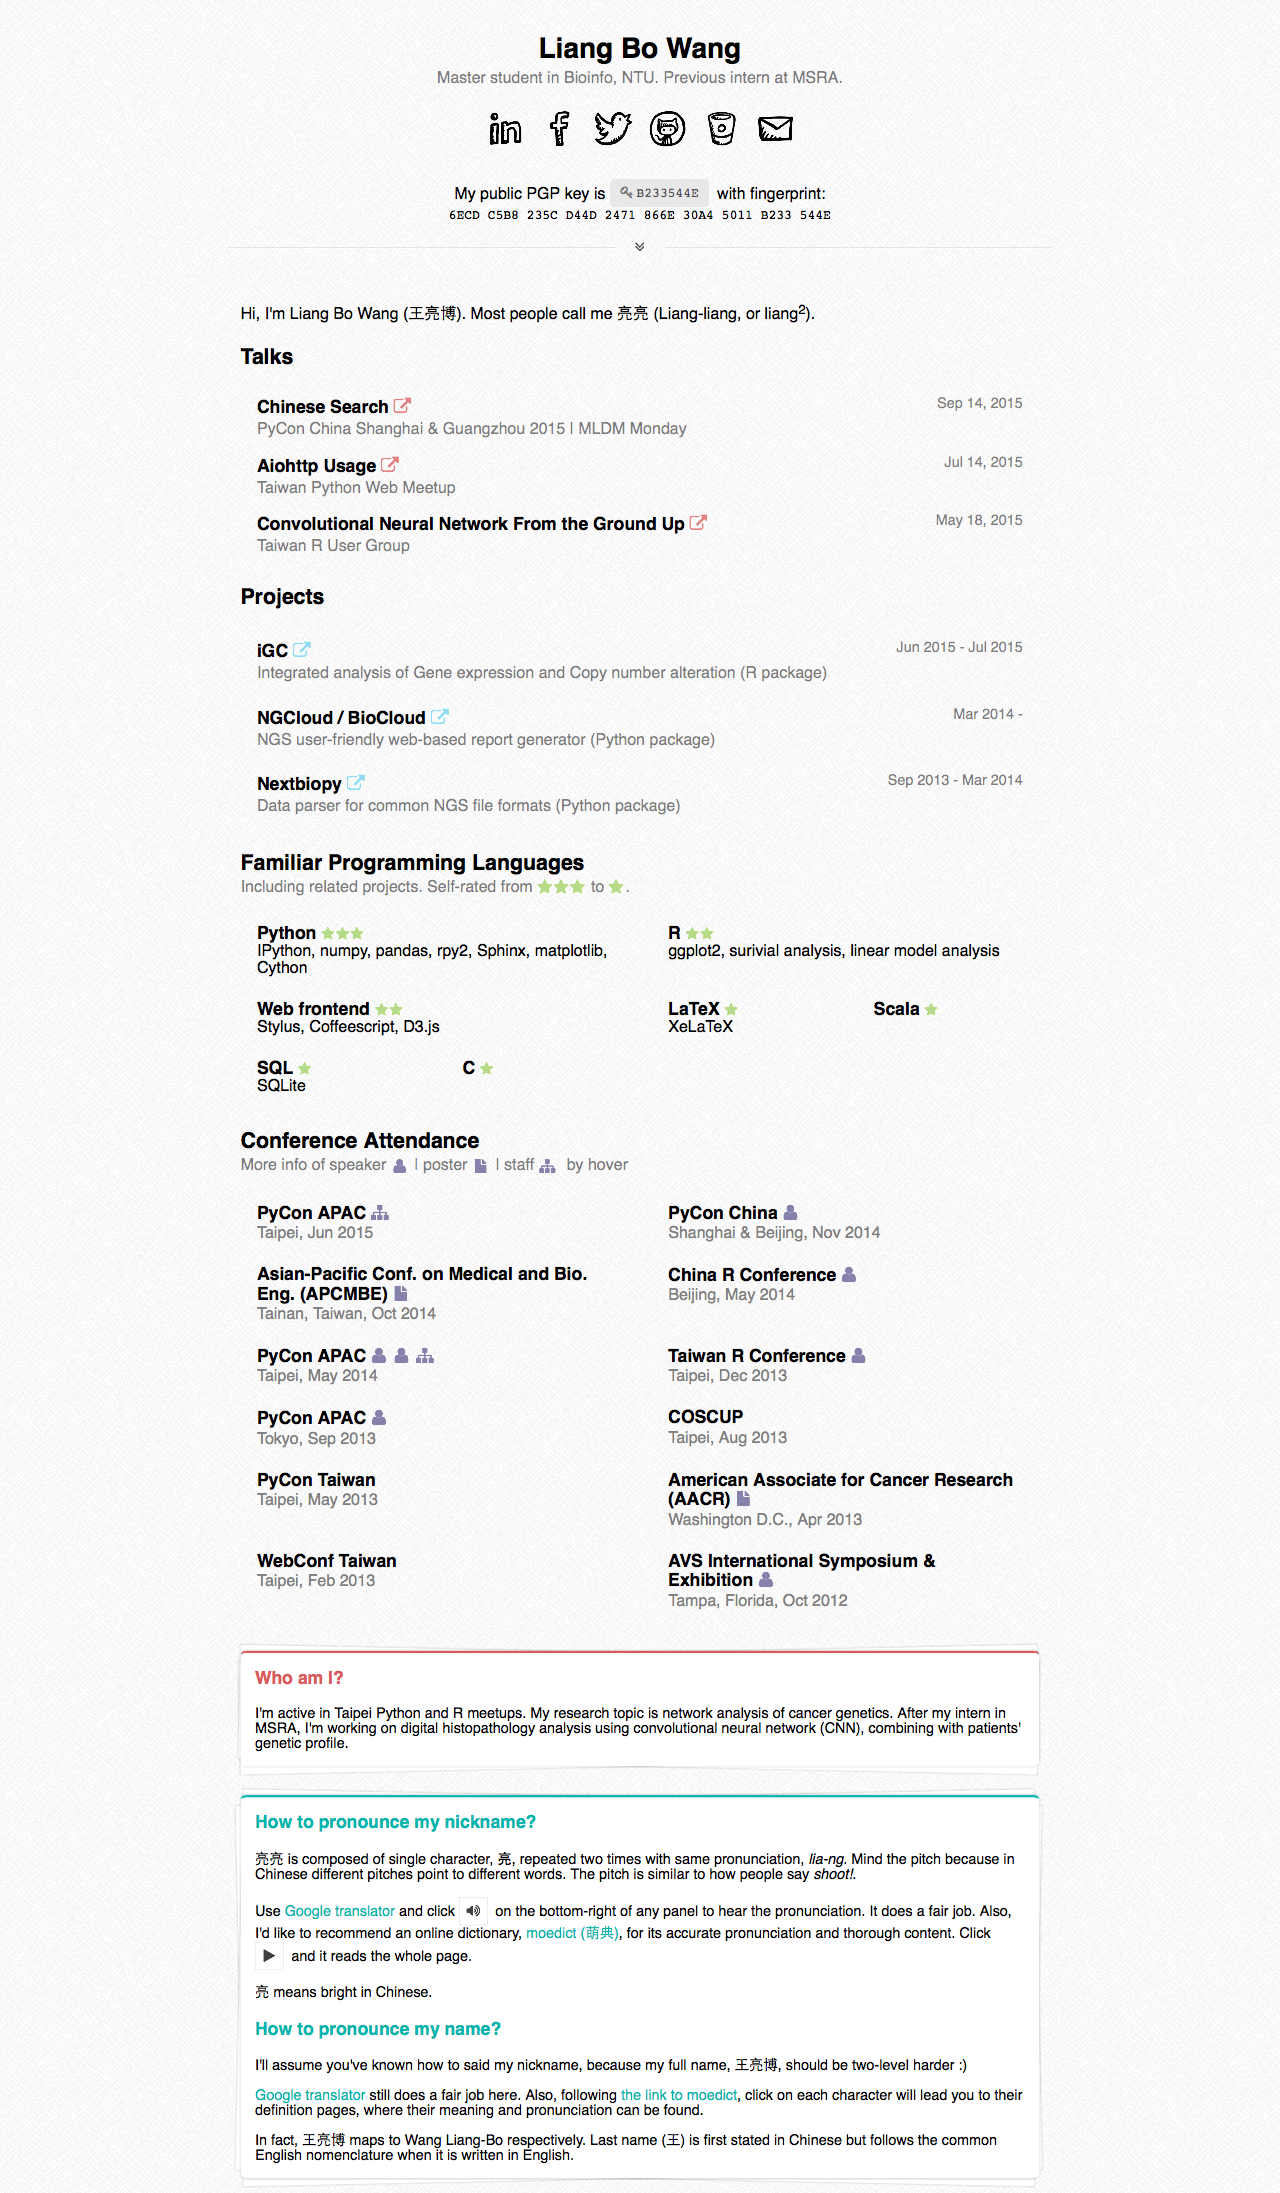 Liang Bo Wang
Master student in Bioinfo, NTU. Previous intern at MSRA.
My public PGP key is B233544E with fingerprint:
6ECD C5B8 235C D44D 2471 866E 30A4 5011 B233 544E
Hi, I'm Liang Bo Wang (王亮博). Most people call me 亮亮 (Liang-liang, or liang²).
Talks
Chinese Search Sep 14, 2015
PyCon China Shanghai & Guangzhou 2015 | MLDM Monday
Aiohttp Usage Jul 14, 2015
Taiwan Python Web Meetup
Convolutional Neural Network From the Ground Up May 18, 2015
Taiwan R User Group
Projects
iGC Jun 2015 - Jul 2015
Integrated analysis of Gene expression and Copy number alteration (R package)
NGCloud / BioCloud Mar 2014 -
NGS user-friendly web-based report generator (Python package)
Nextbiopy Sep 2013 - Mar 2014
Data parser for common NGS file formats (Python package)
Familiar Programming Languages
Including related projects. Self-rated from ★★★ to ★.
Python ★★★
IPython, numpy, pandas, rpy2, Sphinx, matplotlib,
Cython
R ★★
ggplot2, surivial analysis, linear model analysis
Web frontend ★★
Stylus, Coffeescript, D3.js
LaTeX ★
XeLaTeX
Scala ★
SQL ★
SQLite
C ★
Conference Attendance
More info of speaker | poster | staff by hover
PyCon APAC
Taipei, Jun 2015
PyCon China
Shanghai & Beijing, Nov 2014
Asian-Pacific Conf. on Medical and Bio.
Eng. (APCMBE)
Tainan, Taiwan, Oct 2014
China R Conference
Beijing, May 2014
PyCon APAC
Taipei, May 2014
Taiwan R Conference
Taipei, Dec 2013
PyCon APAC
Tokyo, Sep 2013
COSCUP
Taipei, Aug 2013
PyCon Taiwan
Taipei, May 2013
American Associate for Cancer Research
(AACR)
Washington D.C., Apr 2013
WebConf Taiwan
Taipei, Feb 2013
AVS International Symposium &
Exhibition
Tampa, Florida, Oct 2012
Who am I?
I'm active in Taipei Python and R meetups. My research topic is network analysis of cancer genetics. After my intern in
MSRA, I'm working on digital histopathology analysis using convolutional neural network (CNN), combining with patients'
genetic profile.
How to pronounce my nickname?
亮亮 is composed of single character, 亮, repeated two times with same pronunciation, lia-ng. Mind the pitch because in
Chinese different pitches point to different words. The pitch is similar to how people say shoot!.
Use Google translator and click on the bottom-right of any panel to hear the pronunciation. It does a fair job. Also,
I'd like to recommend an online dictionary, moedict (萌典), for its accurate pronunciation and thorough content. Click
and it reads the whole page.
亮 means bright in Chinese.
How to pronounce my name?
I'll assume you've known how to said my nickname, because my full name, 王亮博, should be two-level harder :)
Google translator still does a fair job here. Also, following the link to moedict, click on each character will lead you to their
definition pages, where their meaning and pronunciation can be found.
In fact, 王亮博 maps to Wang Liang-Bo respectively. Last name (王) is first stated in Chinese but follows the common
English nomenclature when it is written in English.